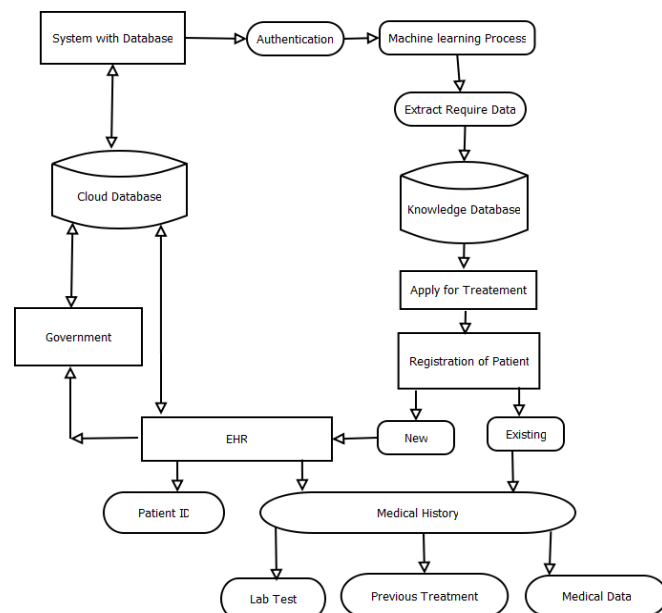 System with Database
Authentication
Machine learning Process
Extract Require Data
Cloud Database
Knowledge Database
Apply for Treatement
Government
Registration of Patient
EHR
New
Existing
Patient ID
Medical History
Lab Test
Previous Treatment
Medical Data